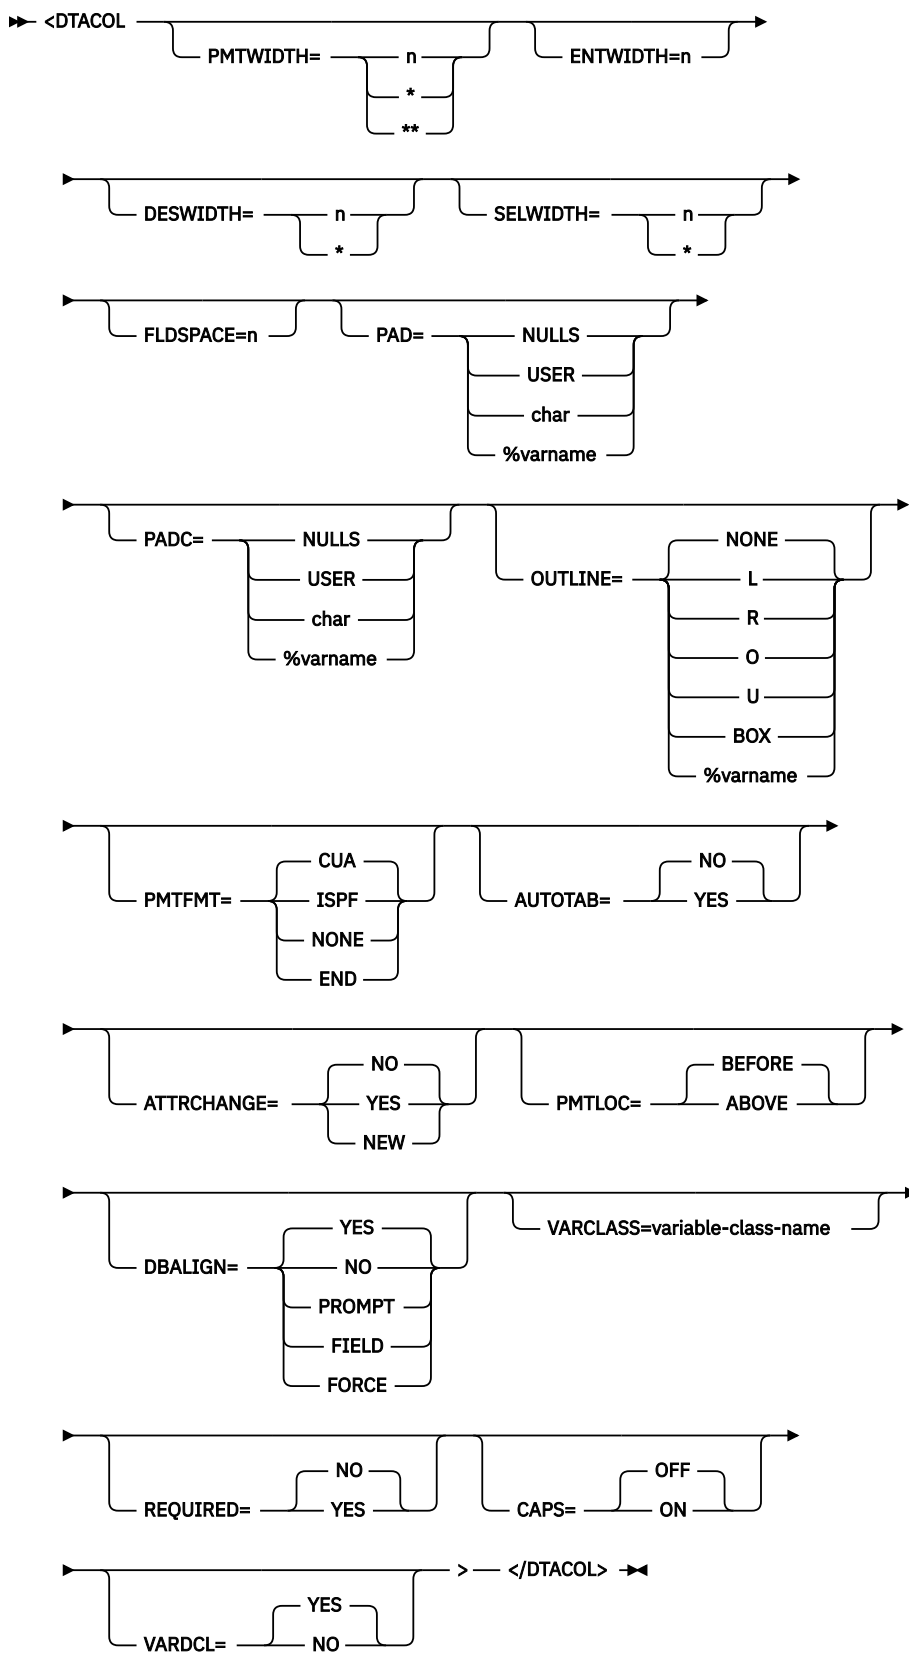 <DTACOL
PMTWIDTH= n ENTWIDTH=n
*
**
DESWIDTH= n SELWIDTH= n
* *
FLDSPACE=n PAD= NULLS
USER
char
%varname
PADC= NULLS OUTLINE= NONE
USER L
char R
%varname O
U
BOX
%varname
PMTFMT= CUA AUTOTAB= NO
ISPF YES
NONE
END
ATTRCHANGE= NO PMTLOC= BEFORE
YES ABOVE
NEW
DBALIGN= YES VARCLASS=variable-class-name
NO
PROMPT
FIELD
FORCE
REQUIRED= NO CAPS= OFF
YES ON
> </DTACOL>
VARDCL= YES
NO